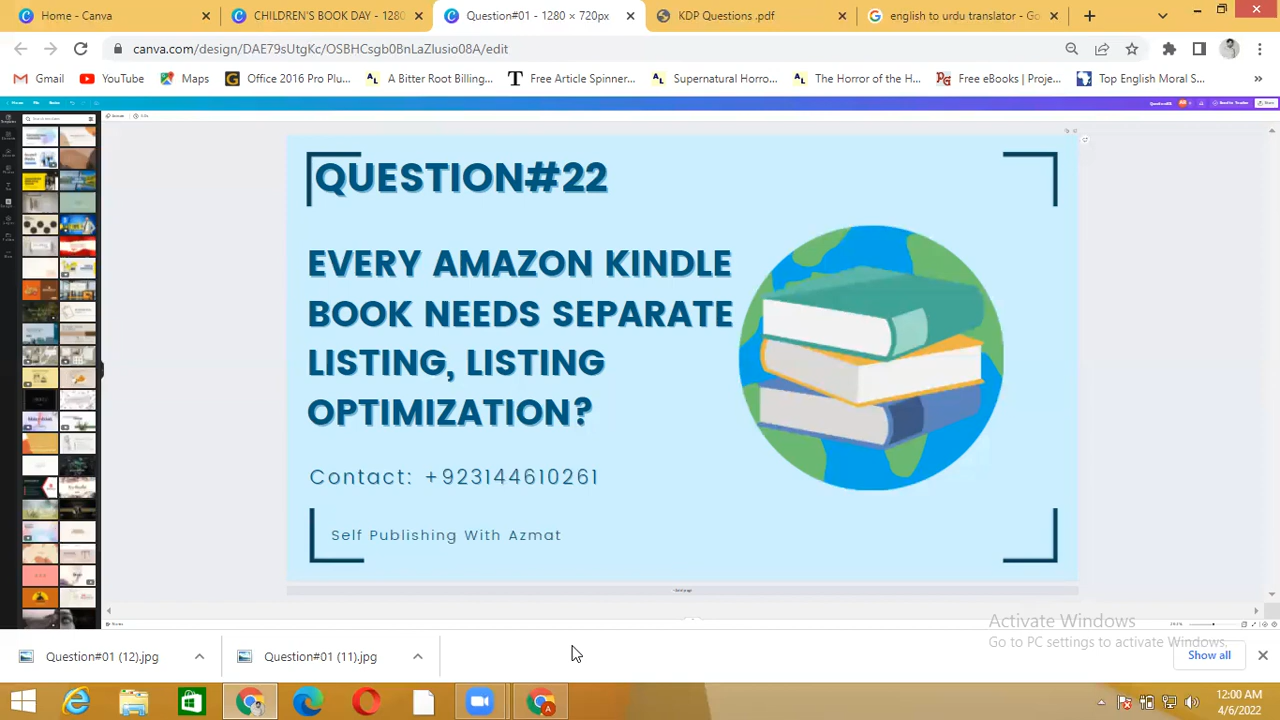 Home - Canva
CHILDREN'S BOOK DAY - 1280
Question#01 - 1280 × 720px
KDP Questions .pdf
english to urdu translator - Go
canva.com/design/DAE79sUtgKc/OSBHCsgb0BnLaZIusio08A/edit
Gmail
YouTube
Maps
Office 2016 Pro Plu...
A Bitter Root Billing...
Free Article Spinner...
Supernatural Horro...
The Horror of the H...
Free eBooks | Proje...
Top English Moral S...
QUESTION#22
EVERY AMAZON KINDLE
BOOK NEEDS SEPARATE
LISTING, LISTING
OPTIMIZATION?
Contact: +923144610261
Self Publishing With Azmat
Activate Windows
Go to PC settings to activate Windows.
Question#01 (12).jpg
Question#01 (11).jpg
Show all
12:00 AM
4/6/2022